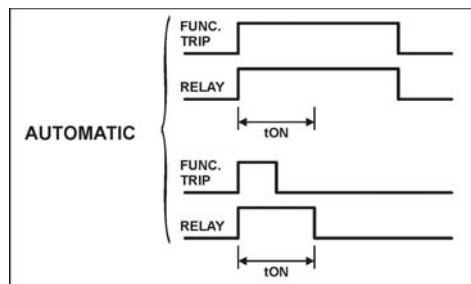 FUNC.
TRIP
RELAY
tON
AUTOMATIC
FUNC.
TRIP
RELAY
tON